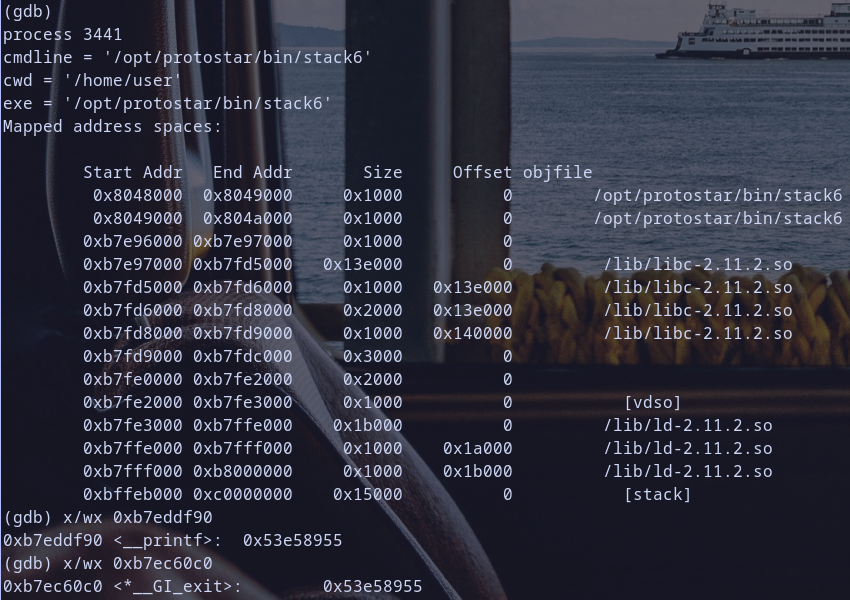 (gdb)
process 3441
cmdline = '/opt/protostar/bin/stack6'
cwd = '/home/user'
exe = '/opt/protostar/bin/stack6'
Mapped address spaces:
Start Addr End Addr Size Offset objfile
0x8048000 0x8049000 0x1000 0 /opt/protostar/bin/stack6
0x8049000 0x804a000 0x1000 0 /opt/protostar/bin/stack6
0xb7e96000 0xb7e97000 0x1000 0
0xb7e97000 0xb7fd5000 0x13e000 0 /lib/libc-2.11.2.so
0xb7fd5000 0xb7fd6000 0x1000 0x13e000 /lib/libc-2.11.2.so
0xb7fd6000 0xb7fd8000 0x2000 0x13e000 /lib/libc-2.11.2.so
0xb7fd8000 0xb7fd9000 0x1000 0x140000 /lib/libc-2.11.2.so
0xb7fd9000 0xb7fdc000 0x3000 0
0xb7fe0000 0xb7fe2000 0x2000 0
0xb7fe2000 0xb7fe3000 0x1000 0 [vdso]
0xb7fe3000 0xb7ffe000 0x1b000 0 /lib/ld-2.11.2.so
0xb7ffe000 0xb7fff000 0x1000 0x1a000 /lib/ld-2.11.2.so
0xb7fff000 0xb8000000 0x1000 0x1b000 /lib/ld-2.11.2.so
0xbffeb000 0xc0000000 0x15000 0 [stack]
(gdb) x/wx 0xb7eddf90
0xb7eddf90 <__printf>: 0x53e58955
(gdb) x/wx 0xb7ec60c0
0xb7ec60c0 <*__GI_exit>: 0x53e58955